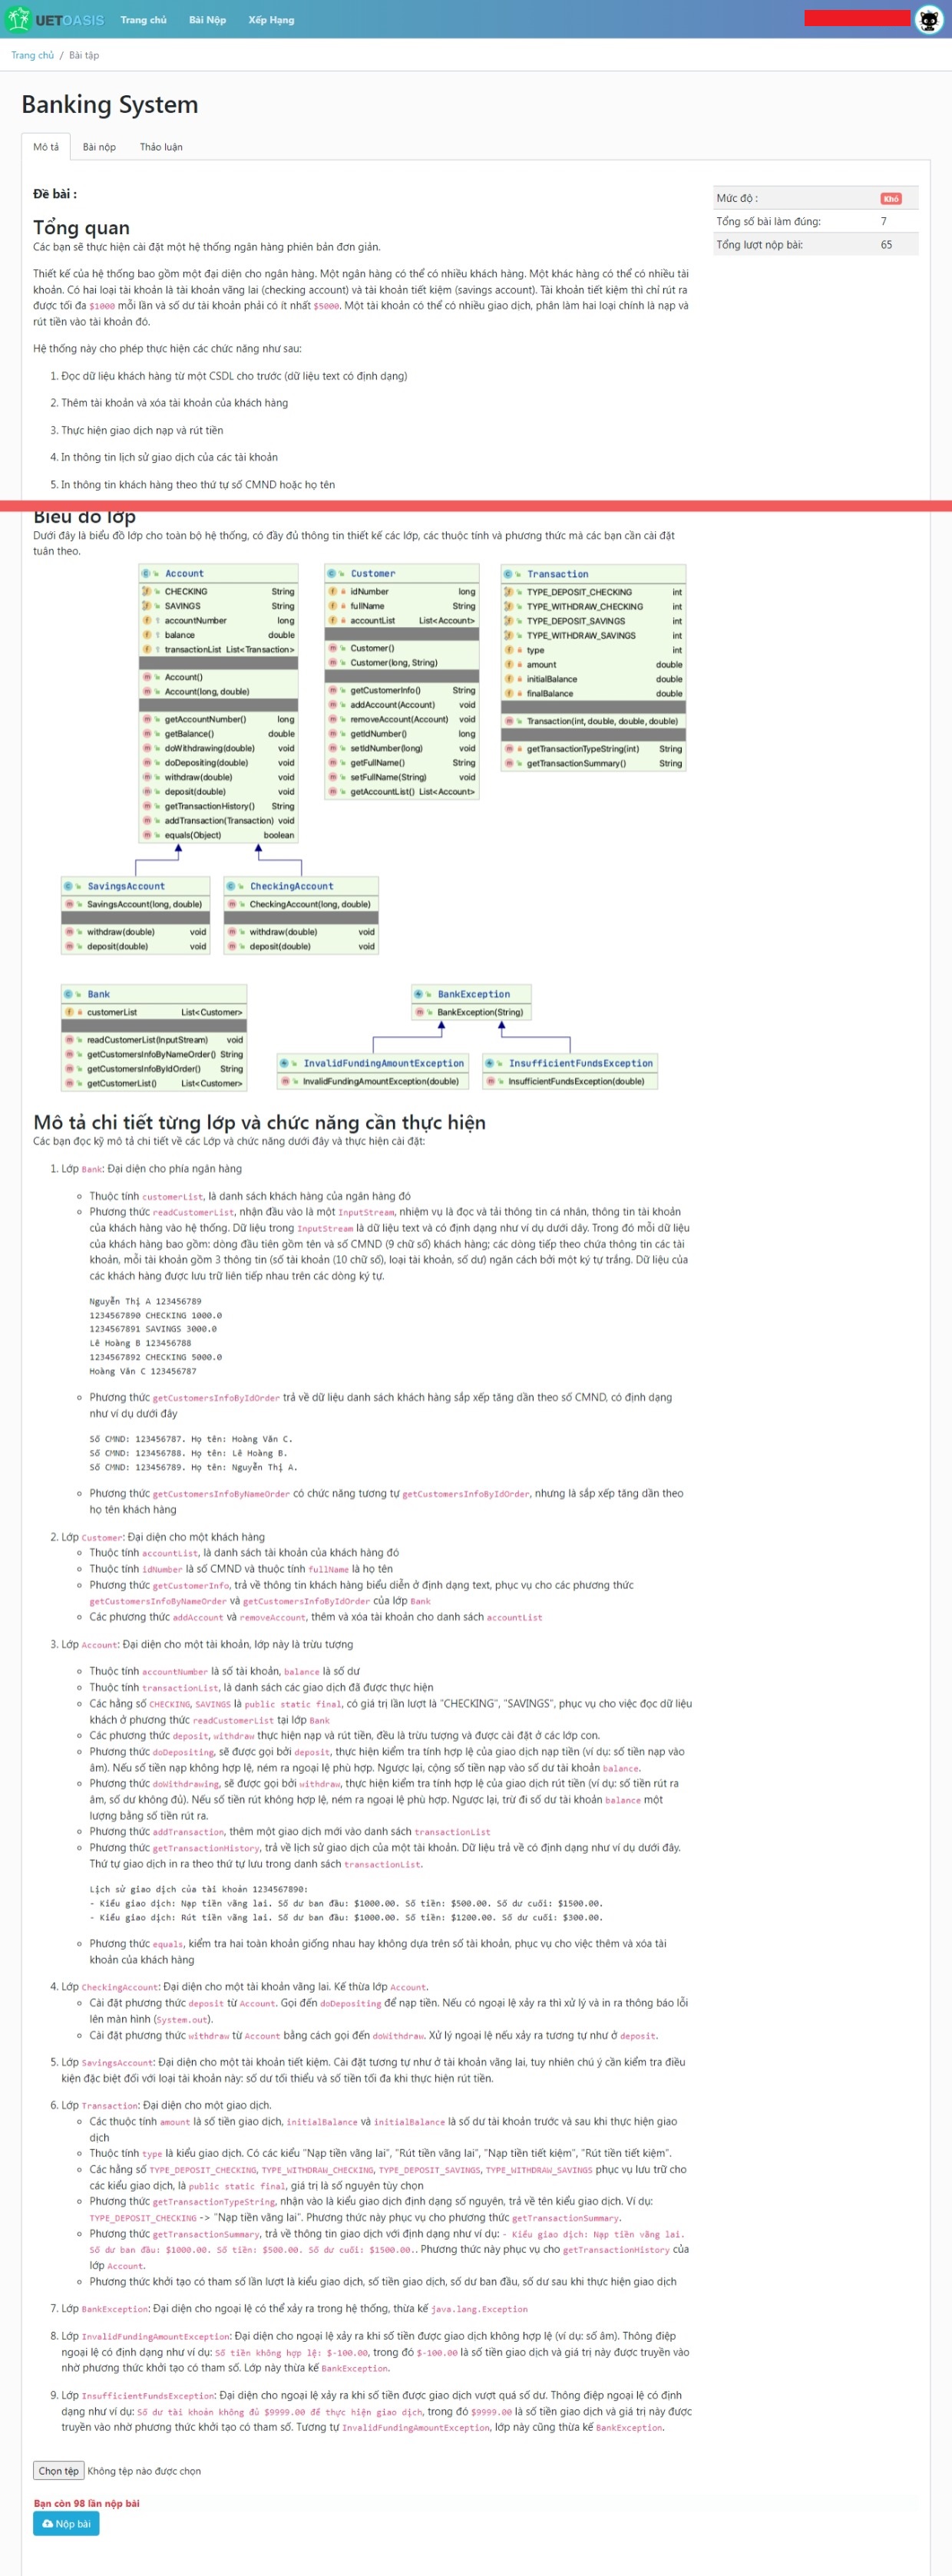 UETOASIS Trang chủ Bài Nộp Xếp Hạng
Trang chủ / Bài tập
Banking System
Mô tả Bài nộp Thảo luận
Đề bài :
Mức độ : Khó
Tổng số bài làm đúng: 7
Tổng lượt nộp bài: 65
Tổng quan
Các bạn sẽ thực hiện cài đặt một hệ thống ngân hàng phiên bản đơn giản.
Thiết kế của hệ thống bao gồm một đại diện cho ngân hàng. Một ngân hàng có thể có nhiều khách hàng. Một khác hàng có thể có nhiều tài
khoản. Có hai loại tài khoản là tài khoản vãng lai (checking account) và tài khoản tiết kiệm (savings account). Tài khoản tiết kiệm thì chỉ rút ra
được tối đa $1000 mỗi lần và số dư tài khoản phải có ít nhất $5000. Một tài khoản có thể có nhiều giao dịch, phân làm hai loại chính là nạp và
rút tiền vào tài khoản đó.
Hệ thống này cho phép thực hiện các chức năng như sau:
1. Đọc dữ liệu khách hàng từ một CSDL cho trước (dữ liệu text có định dạng)
2. Thêm tài khoản và xóa tài khoản của khách hàng
3. Thực hiện giao dịch nạp và rút tiền
4. In thông tin lịch sử giao dịch của các tài khoản
5. In thông tin khách hàng theo thứ tự số CMND hoặc họ tên
Biểu đồ lớp
Dưới đây là biểu đồ lớp cho toàn bộ hệ thống, có đầy đủ thông tin thiết kế các lớp, các thuộc tính và phương thức mà các bạn cần cài đặt
tuân theo.
Account
CHECKING String
SAVINGS String
accountNumber long
balance double
transactionList List<Transaction>
Account()
Account(long, double)
getAccountNumber() long
getBalance() double
doWithdrawing(double) void
doDepositing(double) void
withdraw(double) void
deposit(double) void
getTransactionHistory() String
addTransaction(Transaction) void
equals(Object) boolean
Customer
idNumber long
fullName String
accountList List<Account>
Customer()
Customer(long, String)
getCustomerInfo() String
addAccount(Account) void
removeAccount(Account) void
getIdNumber() long
setIdNumber(long) void
getFullName() String
setFullName(String) void
getAccountList() List<Account>
Transaction
TYPE_DEPOSIT_CHECKING int
TYPE_WITHDRAW_CHECKING int
TYPE_DEPOSIT_SAVINGS int
TYPE_WITHDRAW_SAVINGS int
type int
amount double
initialBalance double
finalBalance double
Transaction(int, double, double, double)
getTransactionTypeString(int) String
getTransactionSummary() String
SavingsAccount
SavingsAccount(long, double)
withdraw(double) void
deposit(double) void
CheckingAccount
CheckingAccount(long, double)
withdraw(double) void
deposit(double) void
Bank
customerList List<Customer>
readCustomerList(InputStream) void
getCustomersInfoByNameOrder() String
getCustomersInfoByIdOrder() String
getCustomerList() List<Customer>
BankException
BankException(String)
InvalidFundingAmountException
InvalidFundingAmountException(double)
InsufficientFundsException
InsufficientFundsException(double)
Mô tả chi tiết từng lớp và chức năng cần thực hiện
Các bạn đọc kỹ mô tả chi tiết về các Lớp và chức năng dưới đây và thực hiện cài đặt:
1. Lớp Bank: Đại diện cho phía ngân hàng
Thuộc tính customerList, là danh sách khách hàng của ngân hàng đó
Phương thức readCustomerList, nhận đầu vào là một InputStream, nhiệm vụ là đọc và tải thông tin cá nhân, thông tin tài khoản
của khách hàng vào hệ thống. Dữ liệu trong InputStream là dữ liệu text và có định dạng như ví dụ dưới đây. Trong đó mỗi dữ liệu
của khách hàng bao gồm: dòng đầu tiên gồm tên và số CMND (9 chữ số) khách hàng; các dòng tiếp theo chứa thông tin các tài
khoản, mỗi tài khoản gồm 3 thông tin (số tài khoản (10 chữ số), loại tài khoản, số dư) ngăn cách bởi một ký tự trắng. Dữ liệu của
các khách hàng được lưu trữ liên tiếp nhau trên các dòng ký tự.
Nguyễn Thị A 123456789
1234567890 CHECKING 1000.0
1234567891 SAVINGS 3000.0
Lê Hoàng B 123456788
1234567892 CHECKING 5000.0
Hoàng Văn C 123456787
Phương thức getCustomersInfoByIdOrder trả về dữ liệu danh sách khách hàng sắp xếp tăng dần theo số CMND, có định dạng
như ví dụ dưới đây
Số CMND: 123456787. Họ tên: Hoàng Văn C.
Số CMND: 123456788. Họ tên: Lê Hoàng B.
Số CMND: 123456789. Họ tên: Nguyễn Thị A.
Phương thức getCustomersInfoByNameOrder có chức năng tương tự getCustomersInfoByIdOrder, nhưng là sắp xếp tăng dần theo
họ tên khách hàng
2. Lớp Customer: Đại diện cho một khách hàng
Thuộc tính accountList, là danh sách tài khoản của khách hàng đó
Thuộc tính idNumber là số CMND và thuộc tính fullName là họ tên
Phương thức getCustomerInfo, trả về thông tin khách hàng biểu diễn ở định dạng text, phục vụ cho các phương thức
getCustomersInfoByNameOrder và getCustomersInfoByIdOrder của lớp Bank
Các phương thức addAccount và removeAccount, thêm và xóa tài khoản cho danh sách accountList
3. Lớp Account: Đại diện cho một tài khoản, lớp này là trừu tượng
Thuộc tính accountNumber là số tài khoản, balance là số dư
Thuộc tính transactionList, là danh sách các giao dịch đã được thực hiện
Các hằng số CHECKING, SAVINGS là public static final, có giá trị lần lượt là "CHECKING", "SAVINGS", phục vụ cho việc đọc dữ liệu
khách ở phương thức readCustomerList tại lớp Bank
Các phương thức deposit, withdraw thực hiện nạp và rút tiền, đều là trừu tượng và được cài đặt ở các lớp con.
Phương thức doDepositing, sẽ được gọi bởi deposit, thực hiện kiểm tra tính hợp lệ của giao dịch nạp tiền (ví dụ: số tiền nạp vào
âm). Nếu số tiền nạp không hợp lệ, ném ra ngoại lệ phù hợp. Ngược lại, cộng số tiền nạp vào số dư tài khoản balance.
Phương thức doWithdrawing, sẽ được gọi bởi withdraw, thực hiện kiểm tra tính hợp lệ của giao dịch rút tiền (ví dụ: số tiền rút ra
âm, số dư không đủ). Nếu số tiền rút không hợp lệ, ném ra ngoại lệ phù hợp. Ngược lại, trừ đi số dư tài khoản balance một
lượng bằng số tiền rút ra.
Phương thức addTransaction, thêm một giao dịch mới vào danh sách transactionList
Phương thức getTransactionHistory, trả về lịch sử giao dịch của một tài khoản. Dữ liệu trả về có định dạng như ví dụ dưới đây.
Thứ tự giao dịch in ra theo thứ tự lưu trong danh sách transactionList.
Lịch sử giao dịch của tài khoản 1234567890:
- Kiểu giao dịch: Nạp tiền vãng lai. Số dư ban đầu: $1000.00. Số tiền: $500.00. Số dư cuối: $1500.00.
- Kiểu giao dịch: Rút tiền vãng lai. Số dư ban đầu: $1000.00. Số tiền: $1200.00. Số dư cuối: $300.00.
Phương thức equals, kiểm tra hai toàn khoản giống nhau hay không dựa trên số tài khoản, phục vụ cho việc thêm và xóa tài
khoản của khách hàng
4. Lớp CheckingAccount: Đại diện cho một tài khoản vãng lai. Kế thừa lớp Account.
Cài đặt phương thức deposit từ Account. Gọi đến doDepositing để nạp tiền. Nếu có ngoại lệ xảy ra thì xử lý và in ra thông báo lỗi
lên màn hình (System.out).
Cài đặt phương thức withdraw từ Account bằng cách gọi đến doWithdraw. Xử lý ngoại lệ nếu xảy ra tương tự như ở deposit.
5. Lớp SavingsAccount: Đại diện cho một tài khoản tiết kiệm. Cài đặt tương tự như ở tài khoản vãng lai, tuy nhiên chú ý cần kiểm tra điều
kiện đặc biệt đối với loại tài khoản này: số dư tối thiểu và số tiền tối đa khi thực hiện rút tiền.
6. Lớp Transaction: Đại diện cho một giao dịch.
Các thuộc tính amount là số tiền giao dịch, initialBalance và initialBalance là số dư tài khoản trước và sau khi thực hiện giao
dịch
Thuộc tính type là kiểu giao dịch. Có các kiểu "Nạp tiền vãng lai", "Rút tiền vãng lai", "Nạp tiền tiết kiệm", "Rút tiền tiết kiệm".
Các hằng số TYPE_DEPOSIT_CHECKING, TYPE_WITHDRAW_CHECKING, TYPE_DEPOSIT_SAVINGS, TYPE_WITHDRAW_SAVINGS phục vụ lưu trữ cho
các kiểu giao dịch, là public static final, giá trị là số nguyên tùy chọn
Phương thức getTransactionTypeString, nhận vào là kiểu giao dịch định dạng số nguyên, trả về tên kiểu giao dịch. Ví dụ:
TYPE_DEPOSIT_CHECKING -> "Nạp tiền vãng lai". Phương thức này phục vụ cho phương thức getTransactionSummary.
Phương thức getTransactionSummary, trả về thông tin giao dịch với định dạng như ví dụ: - Kiểu giao dịch: Nạp tiền vãng lai.
Số dư ban đầu: $1000.00. Số tiền: $500.00. Số dư cuối: $1500.00.. Phương thức này phục vụ cho getTransactionHistory của
lớp Account.
Phương thức khởi tạo có tham số lần lượt là kiểu giao dịch, số tiền giao dịch, số dư ban đầu, số dư sau khi thực hiện giao dịch
7. Lớp BankException: Đại diện cho ngoại lệ có thể xảy ra trong hệ thống, thừa kế java.lang.Exception
8. Lớp InvalidFundingAmountException: Đại diện cho ngoại lệ xảy ra khi số tiền được giao dịch không hợp lệ (ví dụ: số âm). Thông điệp
ngoại lệ có định dạng như ví dụ: Số tiền không hợp lệ: $-100.00, trong đó $-100.00 là số tiền giao dịch và giá trị này được truyền vào
nhờ phương thức khởi tạo có tham số. Lớp này thừa kế BankException.
9. Lớp InsufficientFundsException: Đại diện cho ngoại lệ xảy ra khi số tiền được giao dịch vượt quá số dư. Thông điệp ngoại lệ có định
dạng như ví dụ: Số dư tài khoản không đủ $9999.00 để thực hiện giao dịch, trong đó $9999.00 là số tiền giao dịch và giá trị này được
truyền vào nhờ phương thức khởi tạo có tham số. Tương tự InvalidFundingAmountException, lớp này cũng thừa kế BankException.
Chọn tệp Không tệp nào được chọn
Bạn còn 98 lần nộp bài
Nộp bài